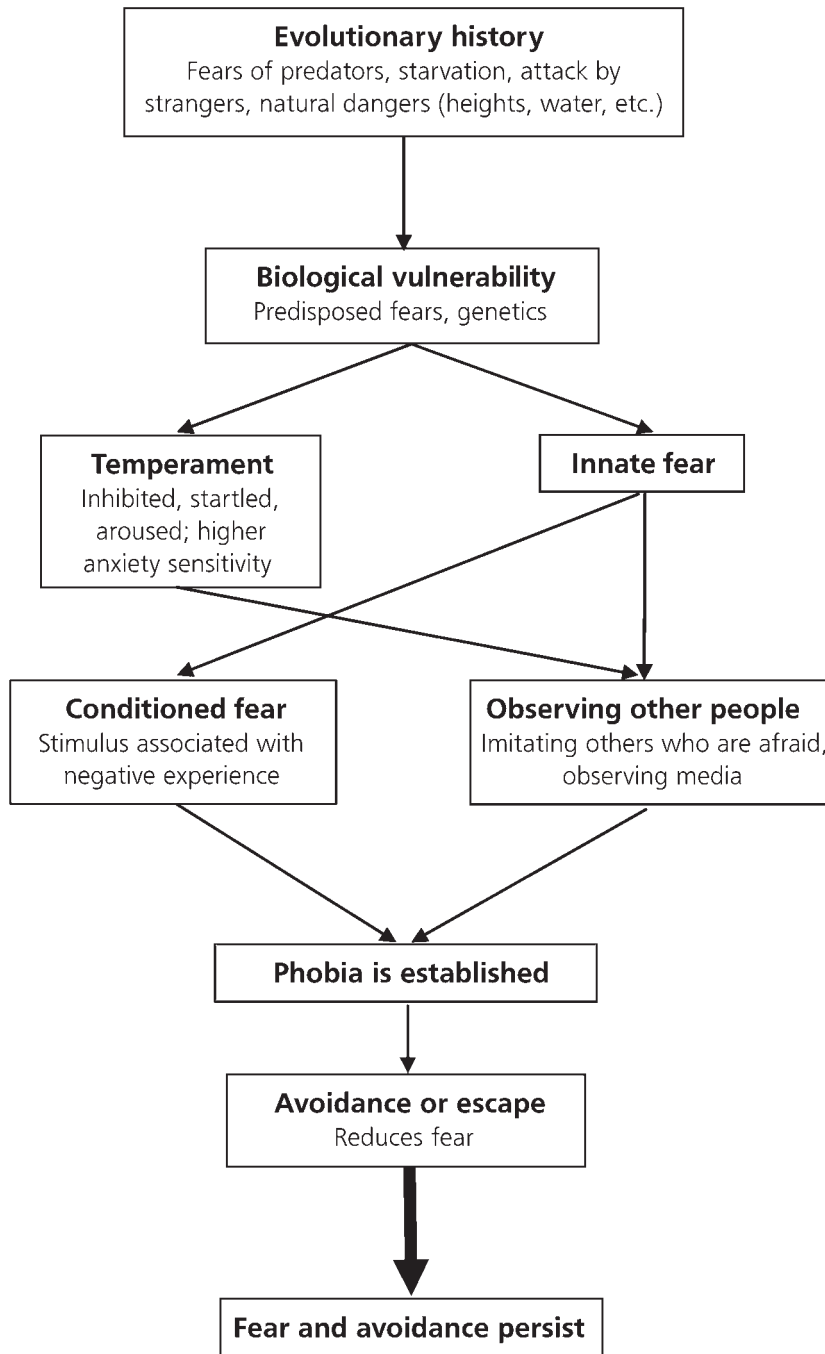 Evolutionary history
Fears of predators, starvation, attack by
strangers, natural dangers (heights, water, etc.)
Biological vulnerability
Predisposed fears, genetics
Temperament
Inhibited, startled,
aroused; higher
anxiety sensitivity
Innate fear
Conditioned fear
Stimulus associated with
negative experience
Observing other people
Imitating others who are afraid,
observing media
Phobia is established
Avoidance or escape
Reduces fear
Fear and avoidance persist